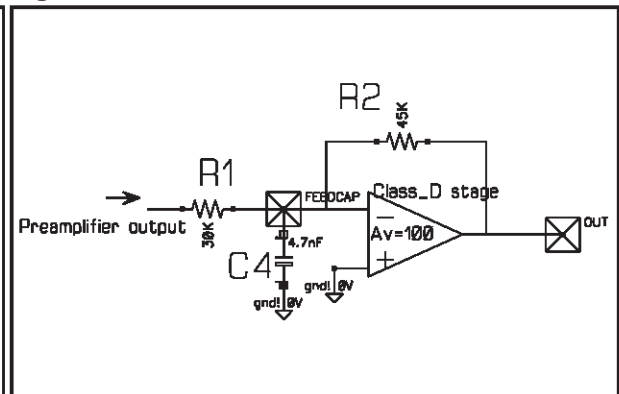 R2
45K
R1
FEEDCAP
Class_D stage
Preamplifier output
30K
4.7nF
Av=100
OUT
C4
gnd! 0V
gnd! 0V